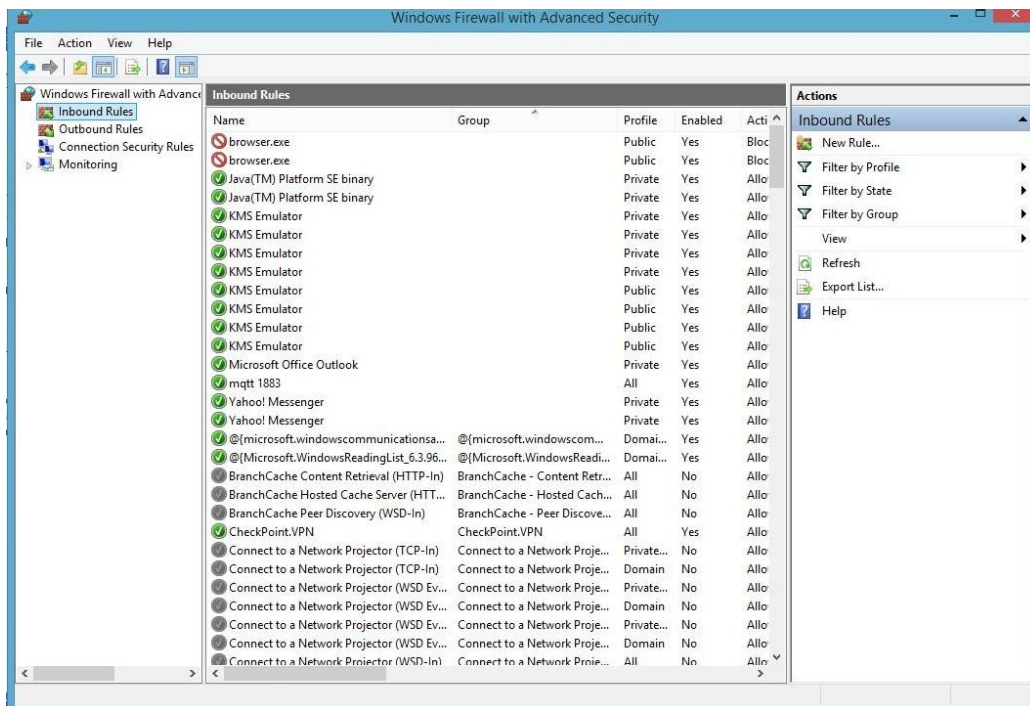 Windows Firewall with Advanced Security
File Action View Help
Windows Firewall with Advance
Inbound Rules
Outbound Rules
Connection Security Rules
Monitoring
Inbound Rules
Name Group Profile Enabled Acti
browser.exe Public Yes Bloc
browser.exe Public Yes Bloc
Java(TM) Platform SE binary Private Yes Allo
Java(TM) Platform SE binary Private Yes Allo
KMS Emulator Private Yes Allo
KMS Emulator Private Yes Allo
KMS Emulator Private Yes Allo
KMS Emulator Private Yes Allo
KMS Emulator Public Yes Allo
KMS Emulator Public Yes Allo
KMS Emulator Public Yes Allo
KMS Emulator Public Yes Allo
Microsoft Office Outlook Private Yes Allo
mqtt 1883 All Yes Allo
Yahoo! Messenger Private Yes Allo
Yahoo! Messenger Private Yes Allo
@{microsoft.windowscommunicationsa... @{microsoft.windowscom... Domai... Yes Allo
@{Microsoft.WindowsReadingList_6.3.96... @{Microsoft.WindowsReadi... Domai... Yes Allo
BranchCache Content Retrieval (HTTP-In) BranchCache - Content Retr... All No Allo
BranchCache Hosted Cache Server (HTT... BranchCache - Hosted Cach... All No Allo
BranchCache Peer Discovery (WSD-In) BranchCache - Peer Discove... All No Allo
CheckPoint.VPN CheckPoint.VPN All Yes Allo
Connect to a Network Projector (TCP-In) Connect to a Network Proje... Private... No Allo
Connect to a Network Projector (TCP-In) Connect to a Network Proje... Domain No Allo
Connect to a Network Projector (WSD Ev... Connect to a Network Proje... Private... No Allo
Connect to a Network Projector (WSD Ev... Connect to a Network Proje... Domain No Allo
Connect to a Network Projector (WSD Ev... Connect to a Network Proje... Private... No Allo
Connect to a Network Projector (WSD Ev... Connect to a Network Proje... Domain No Allo
Connect to a Network Projector (WSD-In) Connect to a Network Proje... All No Allo
Actions
Inbound Rules
New Rule...
Filter by Profile
Filter by State
Filter by Group
View
Refresh
Export List...
Help